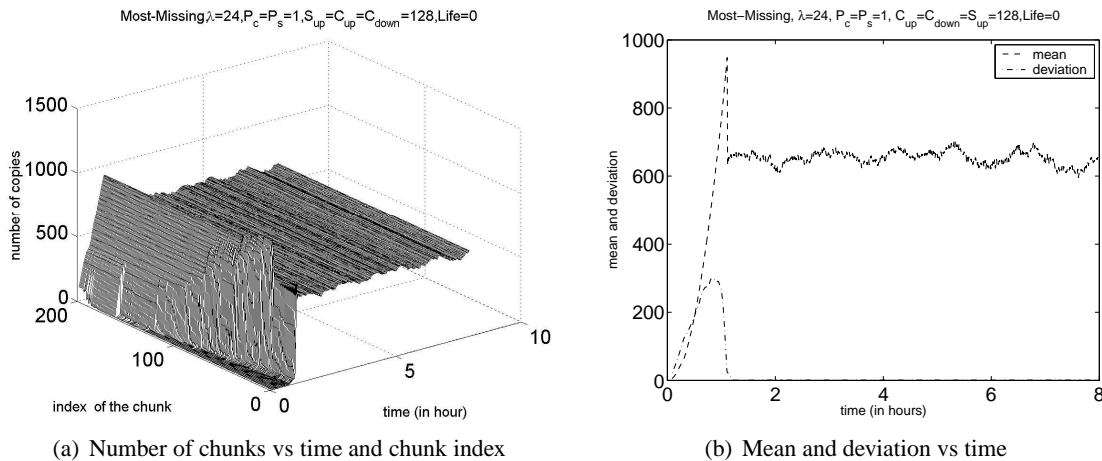 Most-Missing,λ=24,P_c=P_s=1,S_up=C_up=C_down=128,Life=0
1500
1000
500
0
number of copies
200
100
0
index of the chunk
0
5
10
time (in hour)
(a) Number of chunks vs time and chunk index
Most−Missing, λ=24, P_c=P_s=1, C_up=C_down=S_up=128,Life=0
1000
800
600
400
200
0
mean and deviation
mean
deviation
0
2
4
6
8
time (in hours)
(b) Mean and deviation vs time